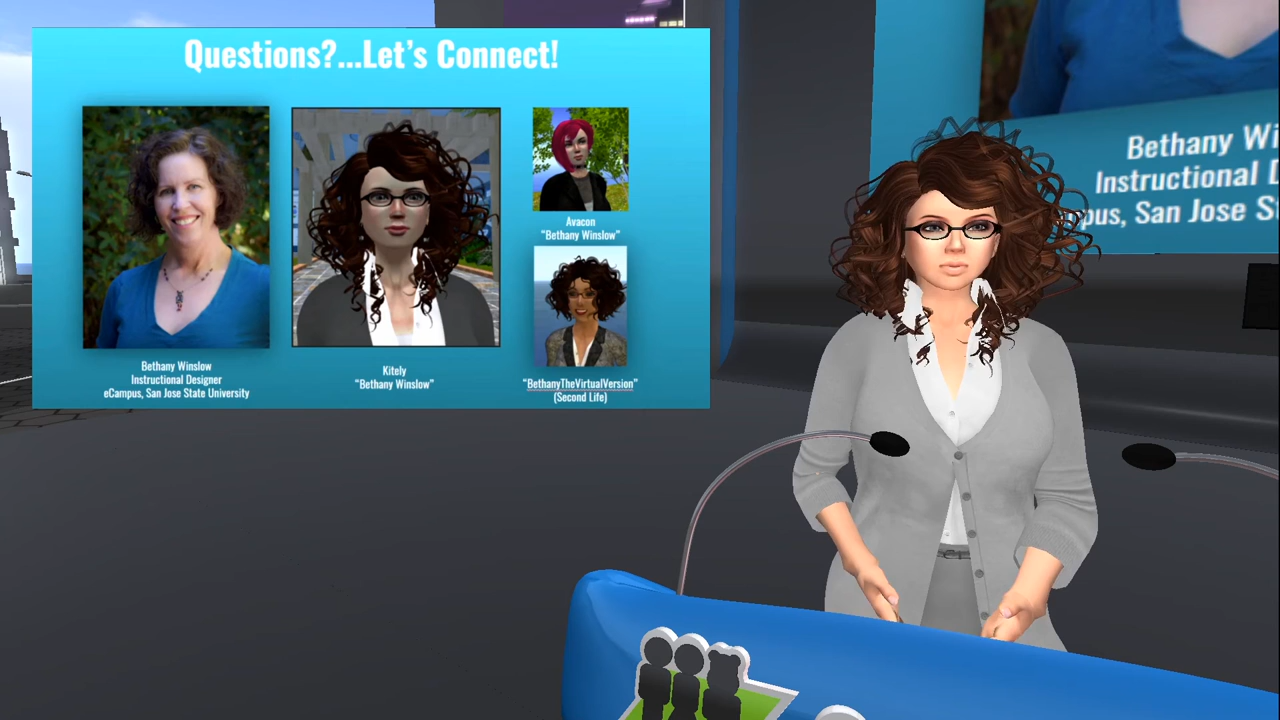 Questions?...Let's Connect!
Bethany Winslow
Instructional Designer
eCampus, San Jose State University
Kitely
"Bethany Winslow"
Avacon
"Bethany Winslow"
"BethanyTheVirtualVersion"
(Second Life)
Bethany Wi
Instructional
pus, San Jose S